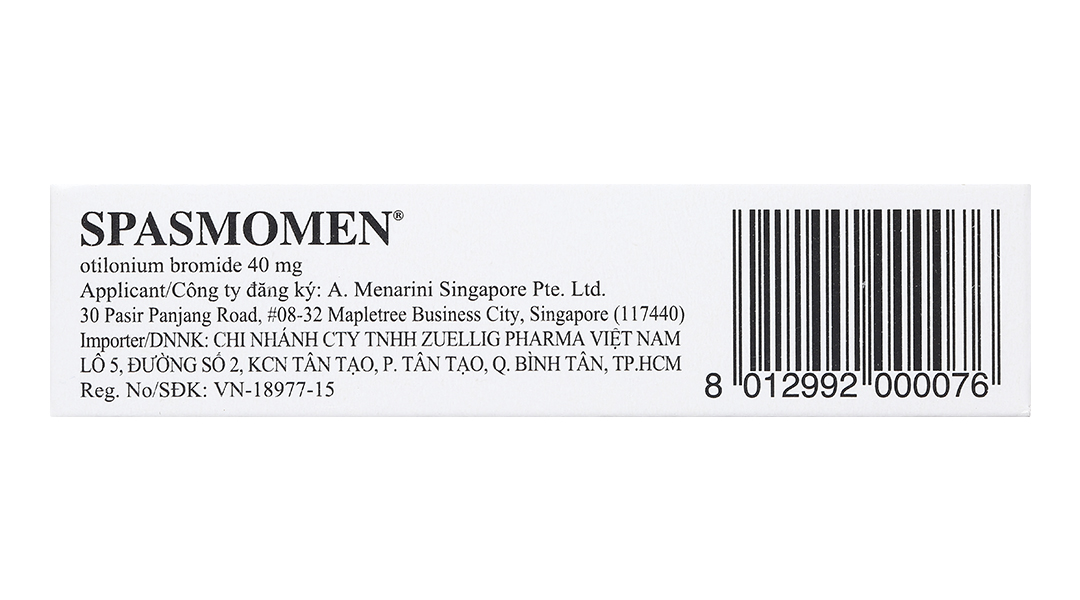 SPASMOMEN®
otilonium bromide 40 mg
Applicant/Công ty đăng ký: A. Menarini Singapore Pte. Ltd.
30 Pasir Panjang Road, #08-32 Mapletree Business City, Singapore (117440)
Importer/DNNK: CHI NHÁNH CTY TNHH ZUELLIG PHARMA VIỆT NAM
LÔ 5, ĐƯỜNG SỐ 2, KCN TÂN TẠO, P. TÂN TẠO, Q. BÌNH TÂN, TP.HCM
Reg. No/SĐK: VN-18977-15
8 012992 000076